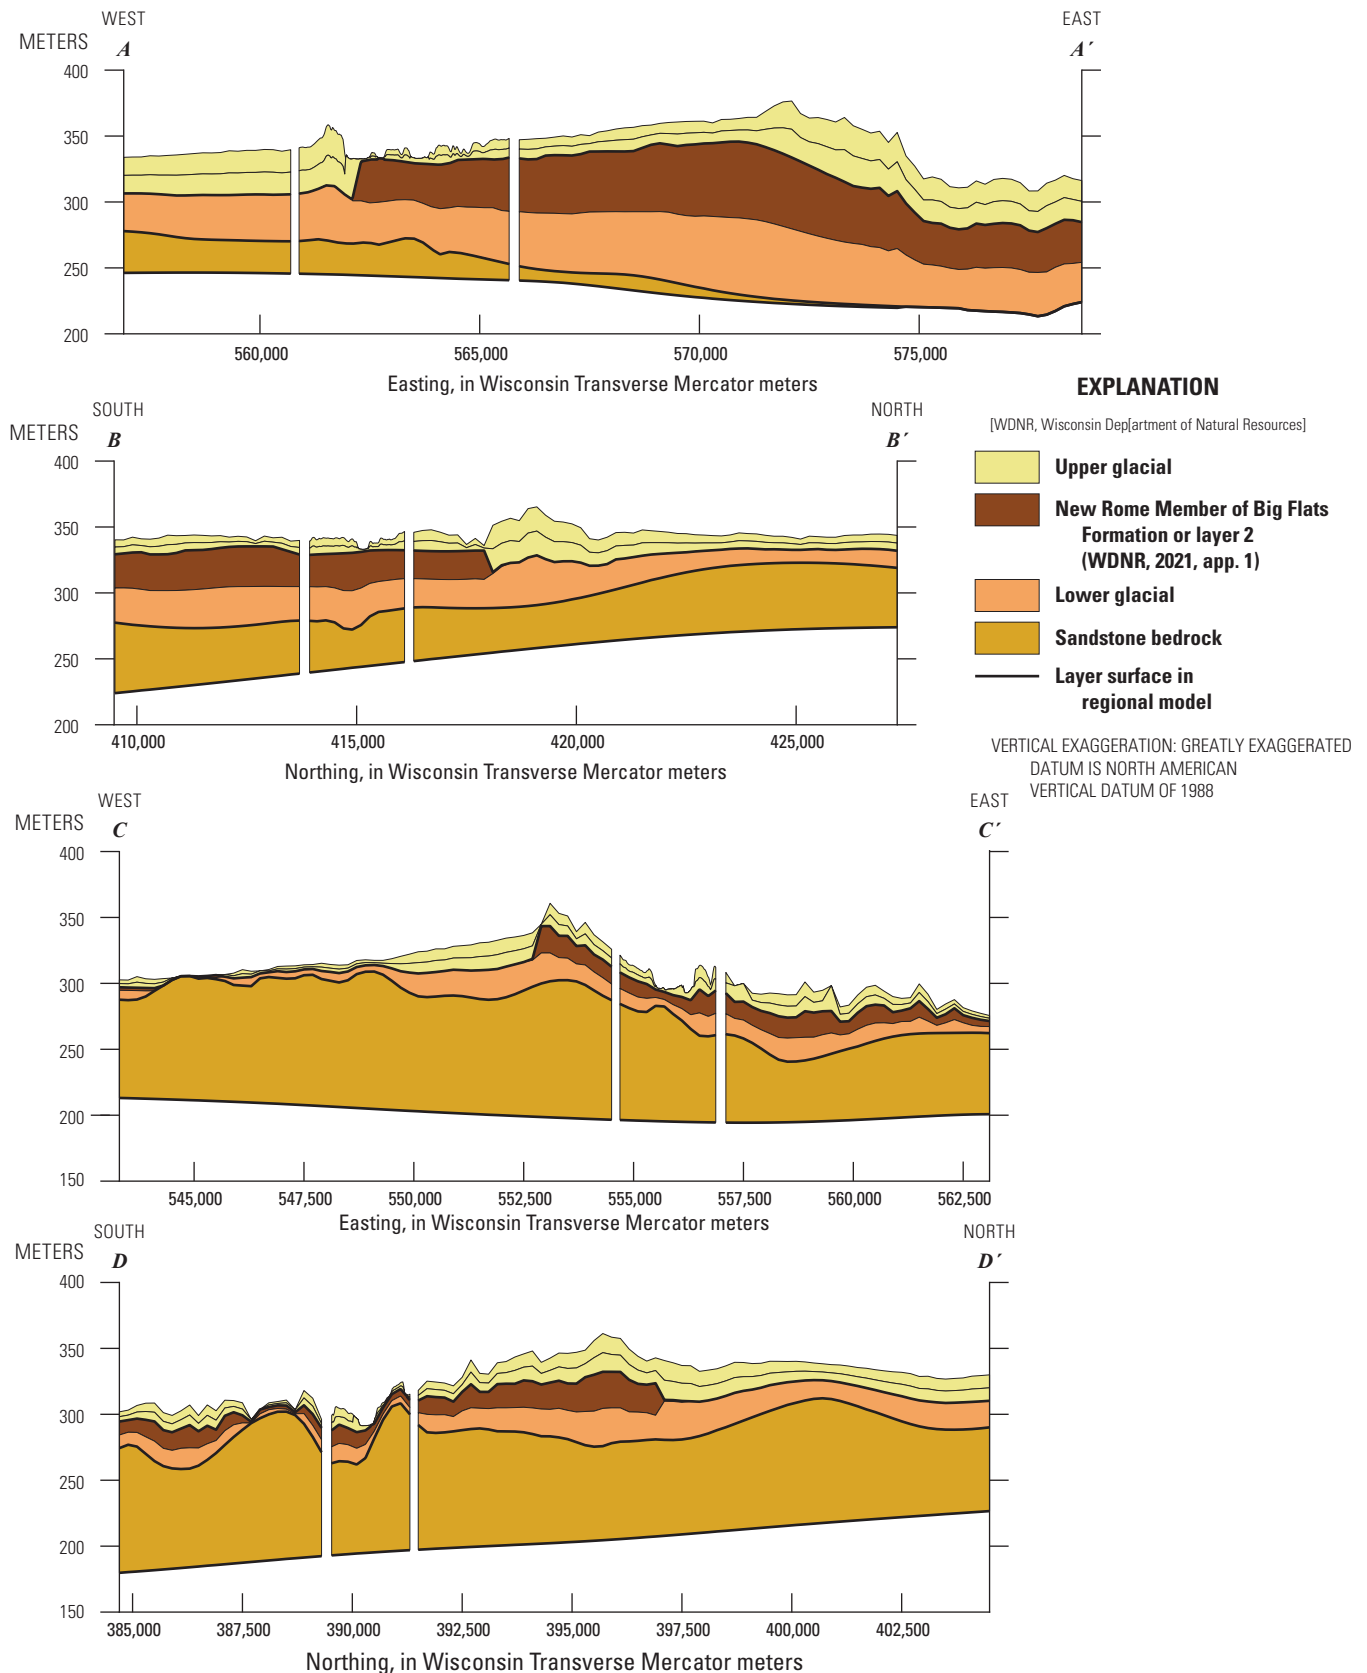 WEST
EAST
METERS
A
A′
400
350
300
250
200
560,000
565,000
570,000
575,000
Easting, in Wisconsin Transverse Mercator meters
SOUTH
NORTH
METERS
B
B′
400
350
300
250
200
410,000
415,000
420,000
425,000
Northing, in Wisconsin Transverse Mercator meters
EXPLANATION
[WDNR, Wisconsin Dep[artment of Natural Resources]
Upper glacial
New Rome Member of Big Flats
Formation or layer 2
(WDNR, 2021, app. 1)
Lower glacial
Sandstone bedrock
Layer surface in
regional model
VERTICAL EXAGGERATION: GREATLY EXAGGERATED
DATUM IS NORTH AMERICAN
VERTICAL DATUM OF 1988
WEST
EAST
METERS
C
C′
400
350
300
250
200
150
545,000
547,500
550,000
552,500
555,000
557,500
560,000
562,500
Easting, in Wisconsin Transverse Mercator meters
SOUTH
NORTH
METERS
D
D′
400
350
300
250
200
150
385,000
387,500
390,000
392,500
395,000
397,500
400,000
402,500
Northing, in Wisconsin Transverse Mercator meters